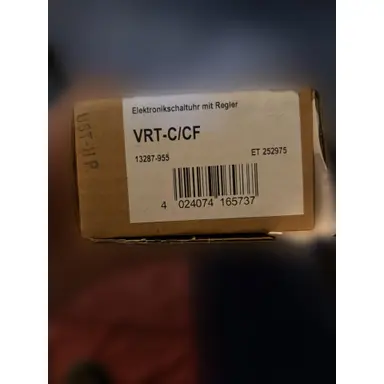 Elektronikschaltuhr mit Regler
VRT-C/CF
13287-955 ET 252975
4 024074 165737